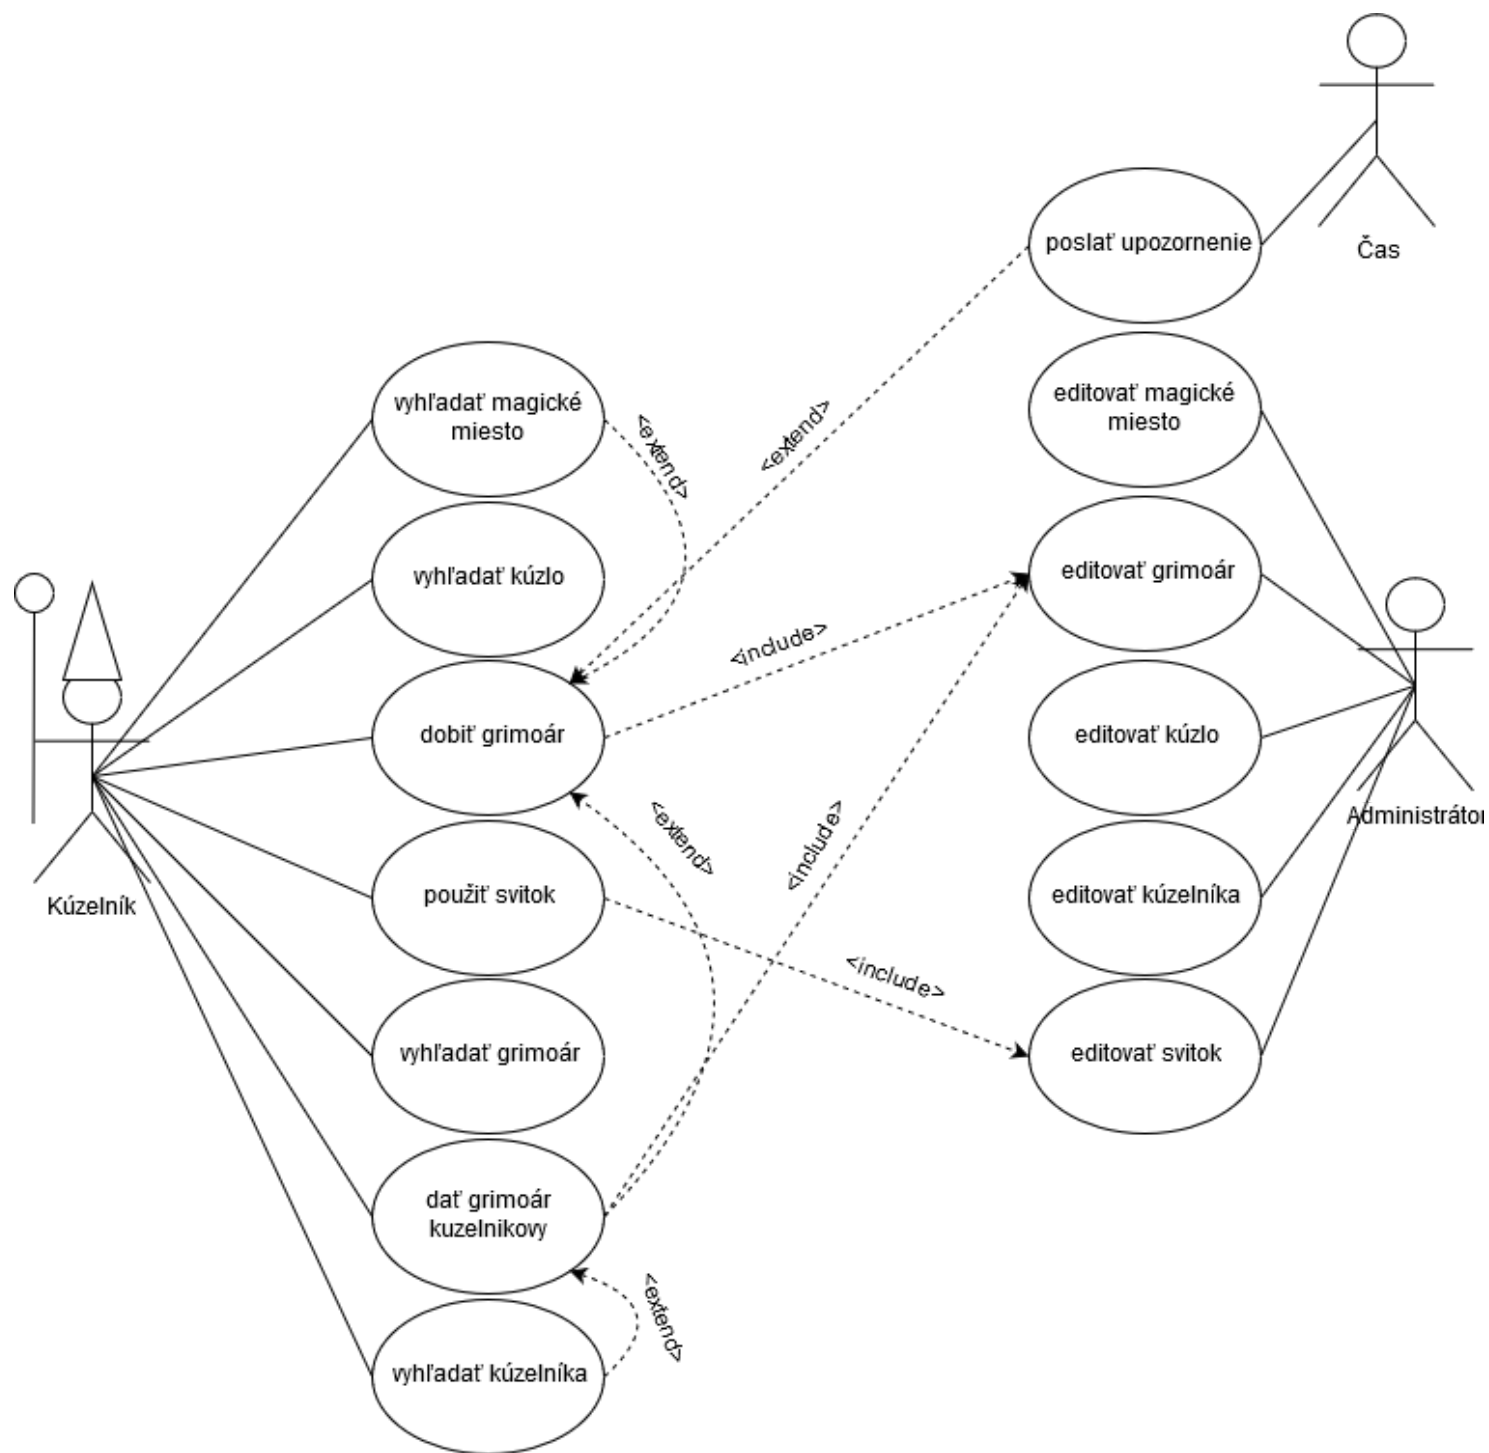 Čas
poslať upozornenie
editovať magické
miesto
vyhľadať magické
miesto
<extend>
<extend>
vyhľadať kúzlo
editovať grimoár
<include>
dobiť grimoár
editovať kúzlo
Administrátor
<extend>
<include>
Kúzelník
použiť svitok
editovať kúzelníka
<include>
vyhľadať grimoár
editovať svitok
dať grimoár
kuzelnikovy
<extend>
vyhľadať kúzelníka